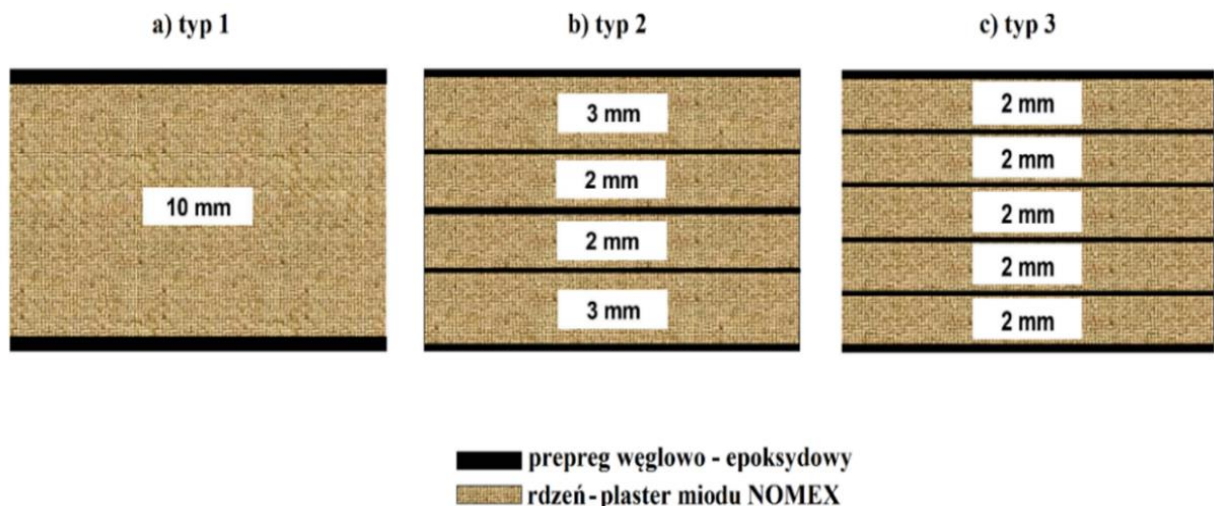 a) typ 1
b) typ 2
c) typ 3
10 mm
3 mm
2 mm
2 mm
3 mm
2 mm
2 mm
2 mm
2 mm
2 mm
prepreg węglowo - epoksydowy
rdzeń - plaster miodu NOMEX